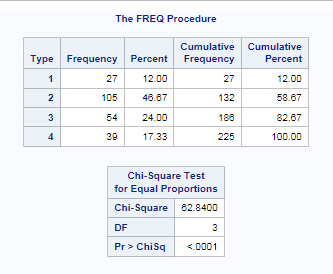 The FREQ Procedure
Cumulative Cumulative
Type Frequency Percent Frequency Percent
1 27 12.00 27 12.00
2 105 46.67 132 58.67
3 54 24.00 186 82.67
4 39 17.33 225 100.00
Chi-Square Test
for Equal Proportions
Chi-Square 62.8400
DF 3
Pr > ChiSq <.0001